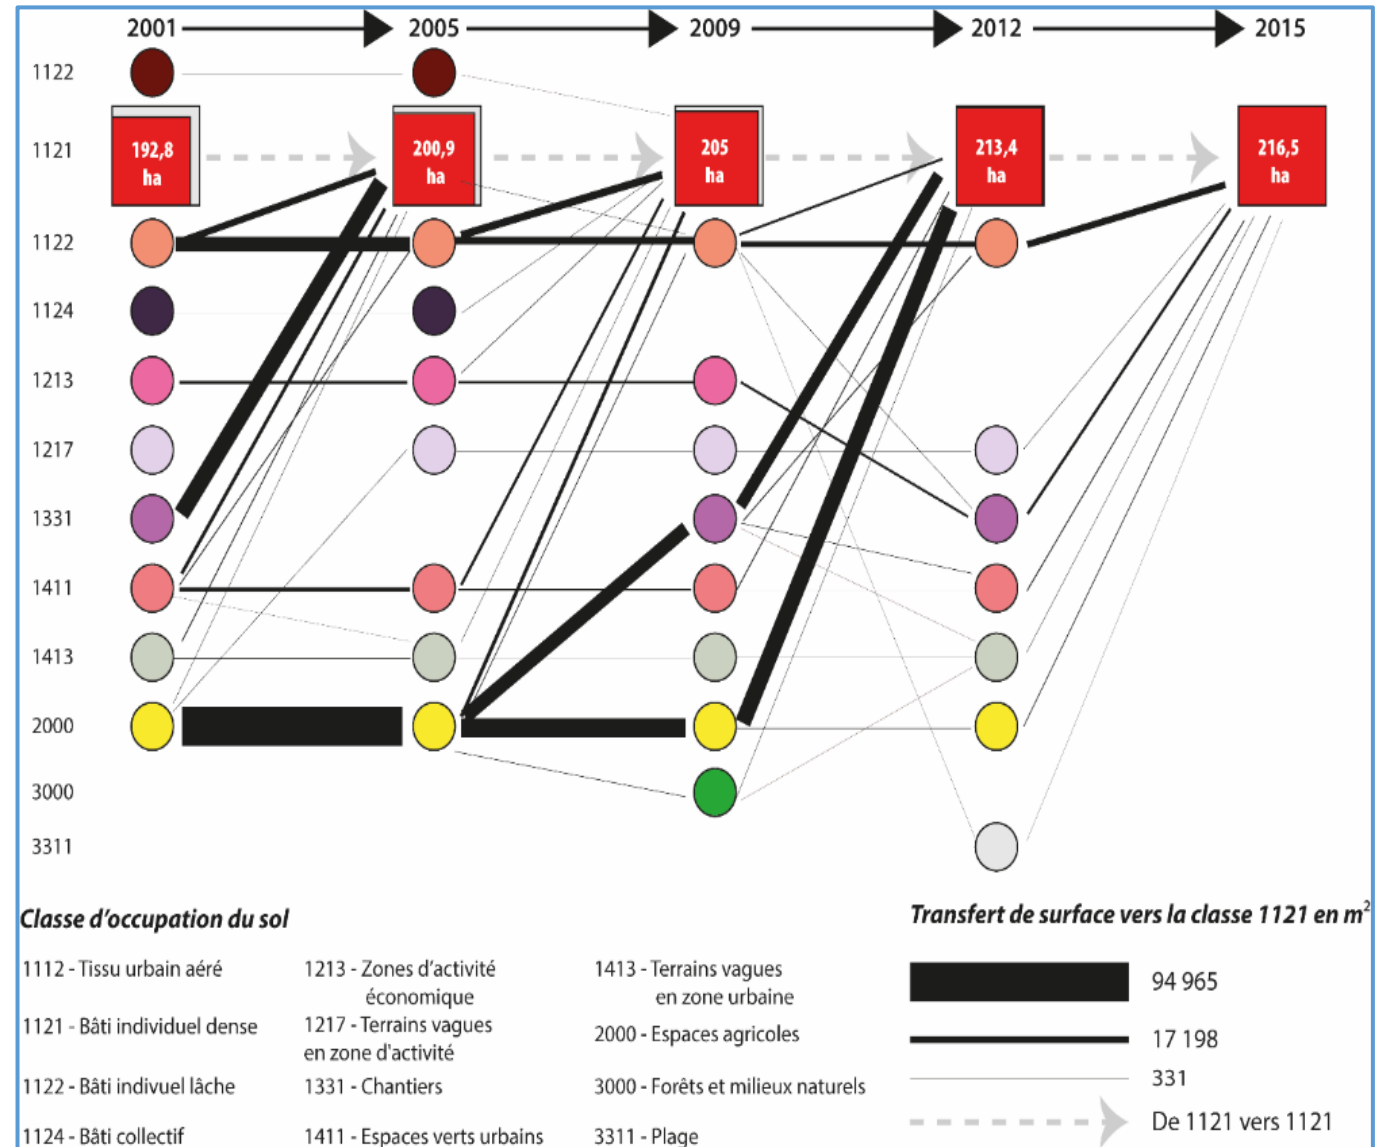 2001 2005 2009 2012 2015
1122
1121
192,8 ha
200,9 ha
205 ha
213,4 ha
216,5 ha
1122
1124
1213
1217
1331
1411
1413
2000
3000
3311
Classe d'occupation du sol
1112 - Tissu urbain aéré
1121 - Bâti individuel dense
1122 - Bâti indivuel lâche
1124 - Bâti collectif
1213 - Zones d'activité
économique
1217 - Terrains vagues
en zone d'activité
1331 - Chantiers
1411 - Espaces verts urbains
1413 - Terrains vagues
en zone urbaine
2000 - Espaces agricoles
3000 - Forêts et milieux naturels
3311 - Plage
Transfert de surface vers la classe 1121 en m²
94 965
17 198
331
De 1121 vers 1121